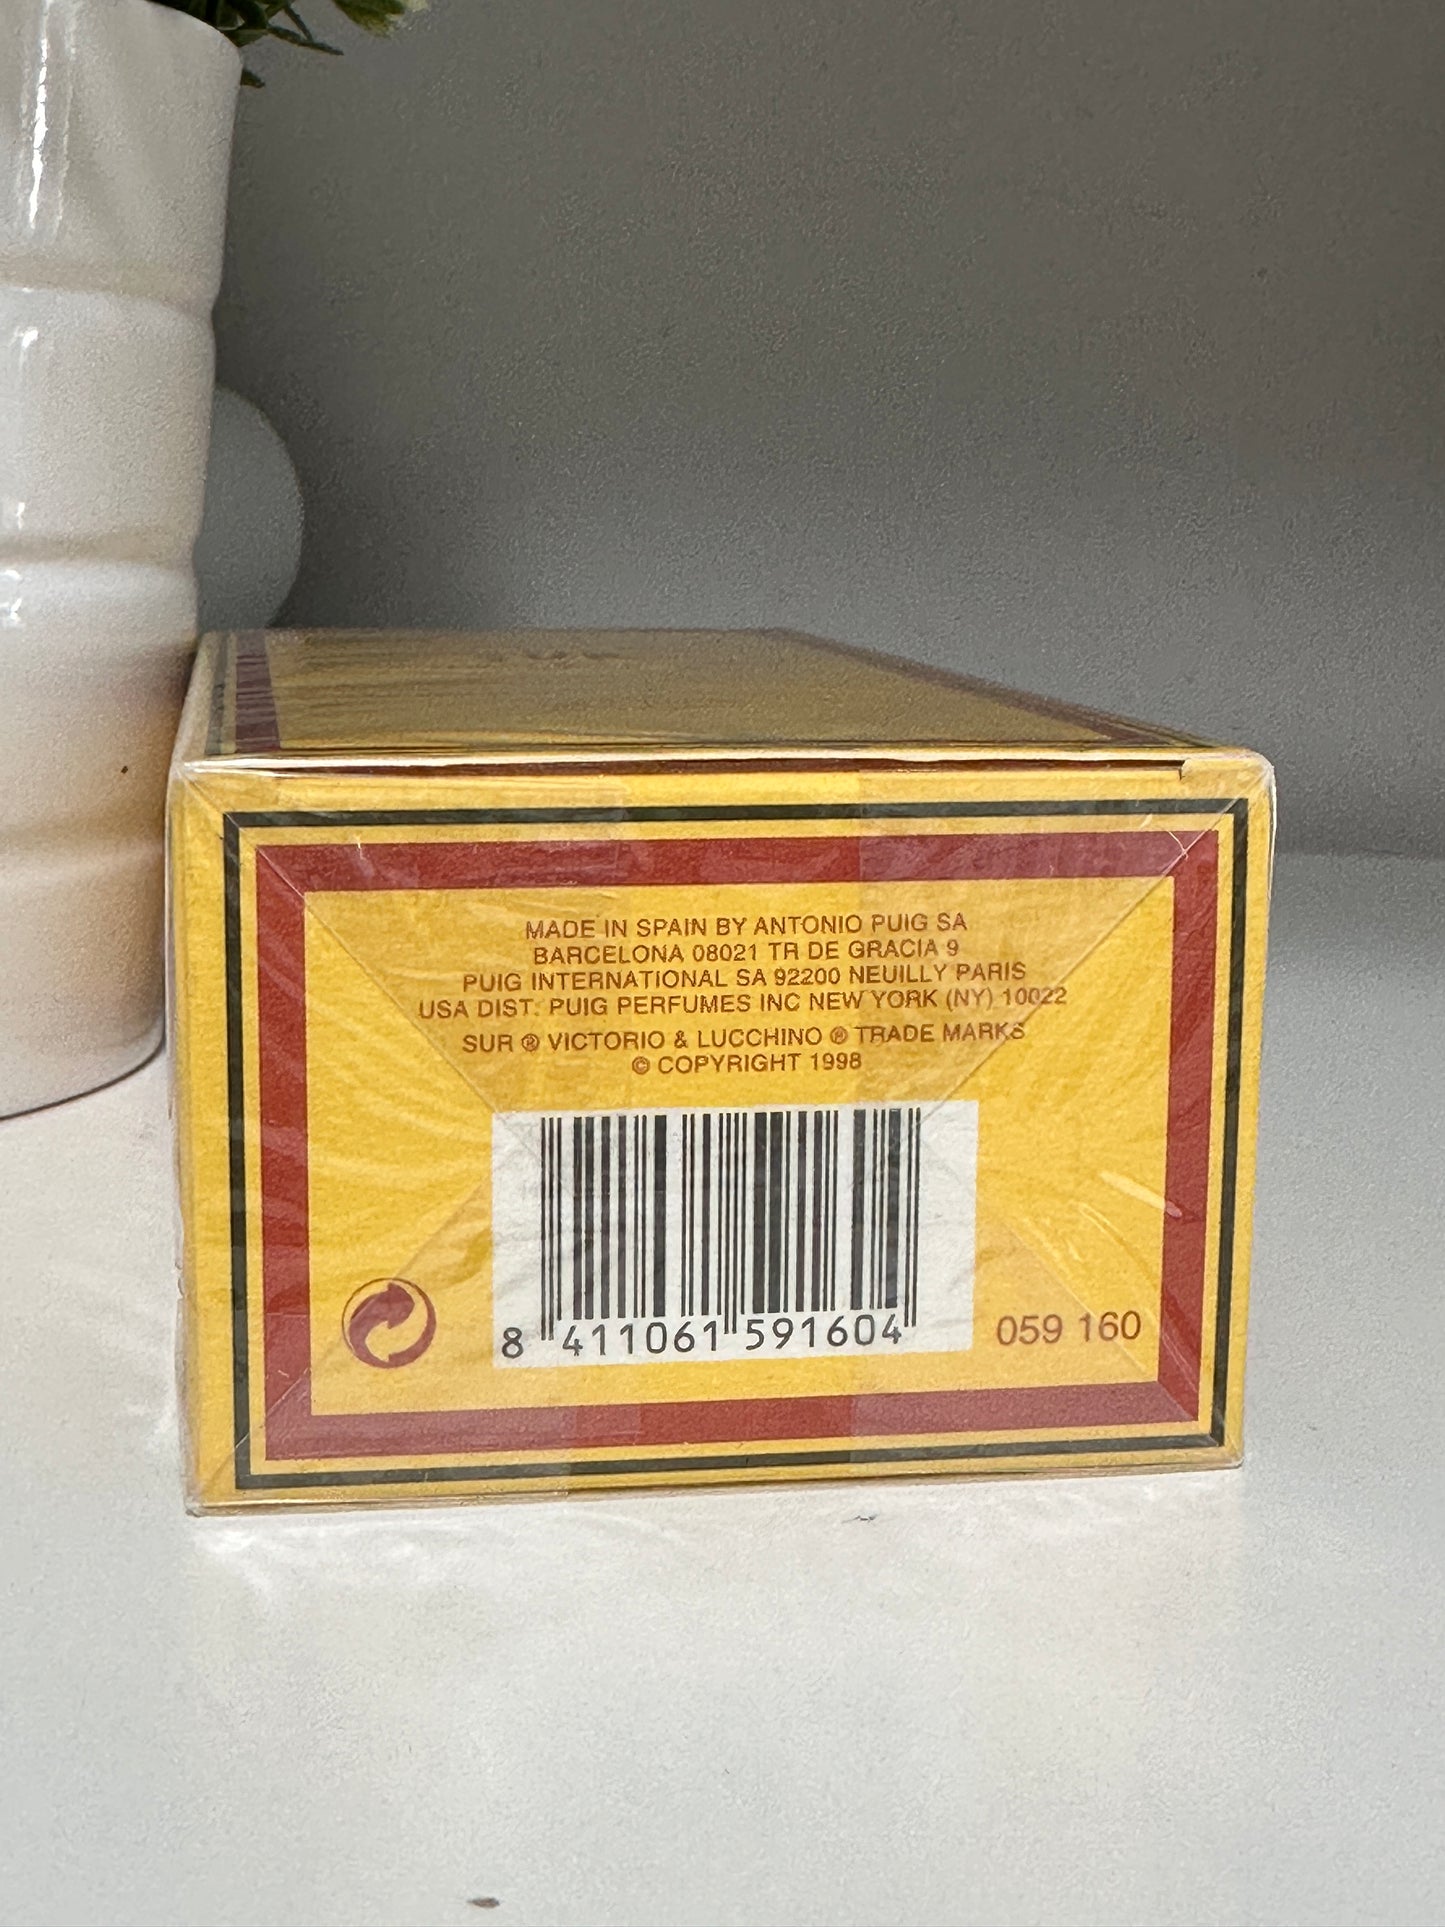 MADE IN SPAIN BY ANTONIO PUIG SA
BARCELONA 08021 TR DE GRACIA 9
PUIG INTERNATIONAL SA 92200 NEUILLY PARIS
USA DIST. PUIG PERFUMES INC NEW YORK (NY) 10022
SUR ® VICTORIO & LUCCHINO ® TRADE MARKS
© COPYRIGHT 1998
8 411061 591604
059 160